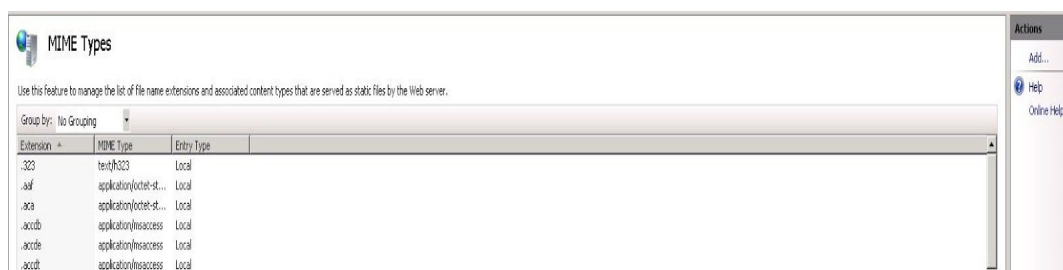 MIME Types
Use this feature to manage the list of file name extensions and associated content types that are served as static files by the Web server.
Group by: No Grouping
Extension MIME Type Entry Type
.323 text/h323 Local
.aaf application/octet-st... Local
.aca application/octet-st... Local
.accdb application/msaccess Local
.accde application/msaccess Local
.accdt application/msaccess Local
Actions
Add...
Help
Online Help